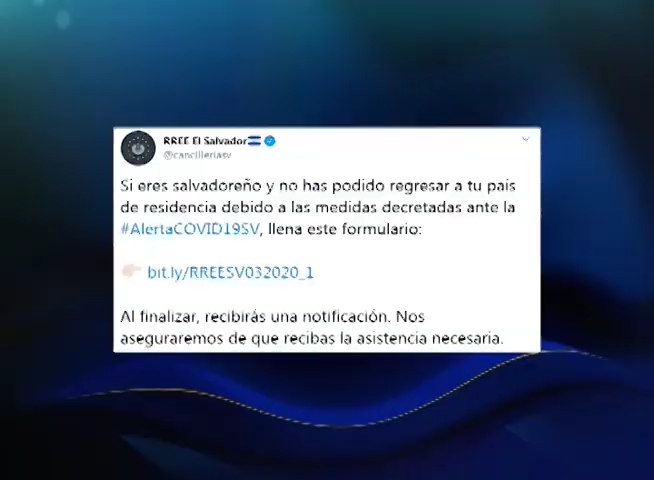 RREE El Salvador
@cancilleriasv
Si eres salvadoreño y no has podido regresar a tu país
de residencia debido a las medidas decretadas ante la
#AlertaCOVID19SV, llena este formulario:
bit.ly/RREESV032020_1
Al finalizar, recibirás una notificación. Nos
aseguraremos de que recibas la asistencia necesaria.